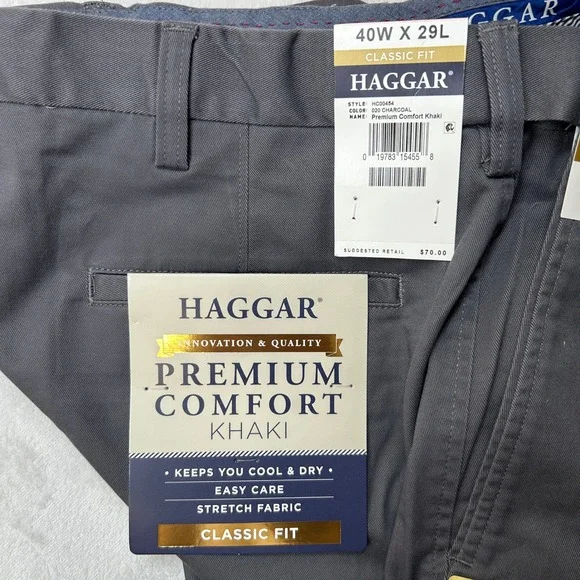 GGAR
40W X 29L
CLASSIC FIT
HAGGAR®
STYLE: HC00454
COLOR: 020 CHARCOAL
NAME: Premium Comfort Khaki
0 19783 15455 8
SUGGESTED RETAIL $70.00
HAGGAR®
INNOVATION & QUALITY
PREMIUM
COMFORT
KHAKI
• KEEPS YOU COOL & DRY •
EASY CARE
STRETCH FABRIC
CLASSIC FIT